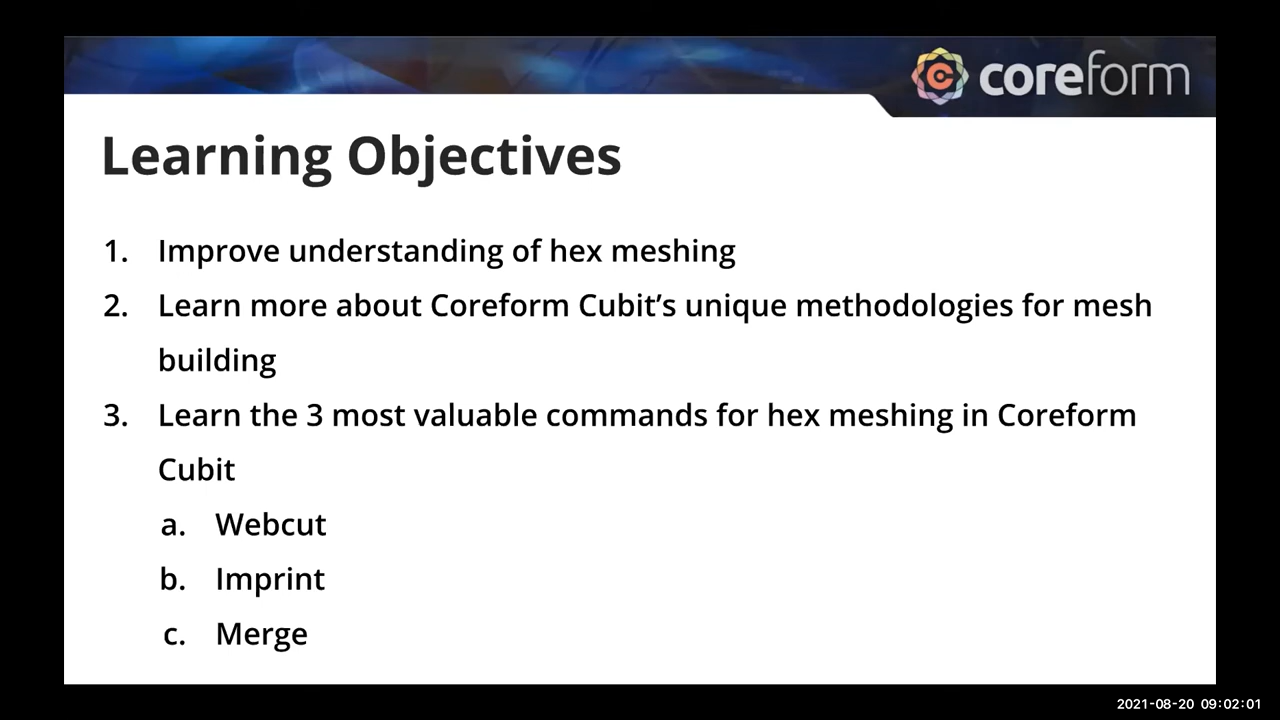 coreform
Learning Objectives
1. Improve understanding of hex meshing
2. Learn more about Coreform Cubit’s unique methodologies for mesh
building
3. Learn the 3 most valuable commands for hex meshing in Coreform
Cubit
a. Webcut
b. Imprint
c. Merge
2021-08-20 09:02:01